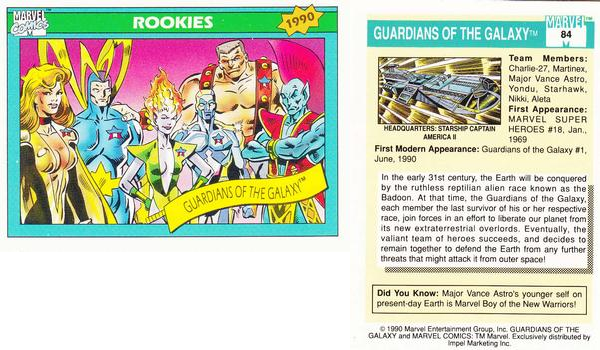 MARVEL
COMICS
TM
ROOKIES
1990
GUARDIANS OF THE GALAXY™
GUARDIANS OF THE GALAXY™
MARVEL
84
Team Members:
Charlie-27, Martinex,
Major Vance Astro,
Yondu, Starhawk,
Nikki, Aleta
First Appearance:
MARVEL SUPER
HEROES #18, Jan.,
1969
HEADQUARTERS: STARSHIP CAPTAIN
AMERICA II
First Modern Appearance: Guardians of the Galaxy #1,
June, 1990
In the early 31st century, the Earth will be conquered
by the ruthless reptilian alien race known as the
Badoon. At that time, the Guardians of the Galaxy,
each member the last survivor of his or her respective
race, join forces in an effort to liberate our planet from
its new extraterrestrial overlords. Eventually, the
valiant team of heroes succeeds, and decides to
remain together to defend the Earth from any further
threats that might attack it from outer space!
Did You Know: Major Vance Astro's younger self on
present-day Earth is Marvel Boy of the New Warriors!
© 1990 Marvel Entertainment Group, Inc. GUARDIANS OF THE
GALAXY and MARVEL COMICS: TM Marvel. Exclusively distributed by
Impel Marketing Inc.